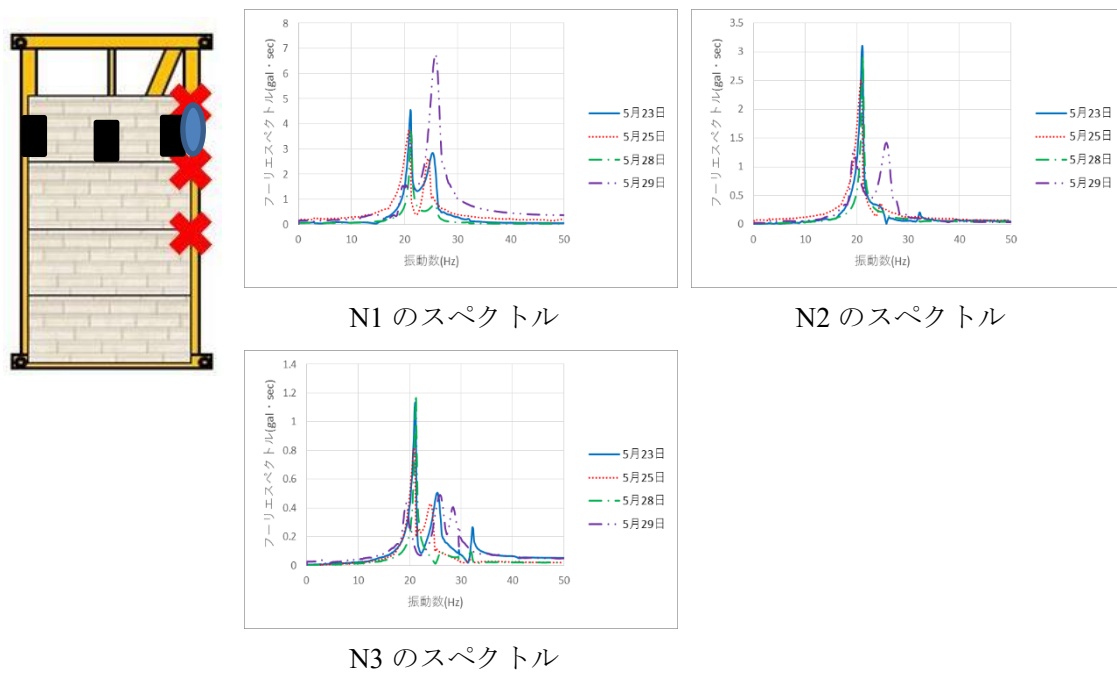 8
7
6
5
4
3
2
1
0
フーリエスペクトル(gal・sec)
0
10
20
30
40
50
振動数(Hz)
5月23日
5月25日
5月28日
5月29日
N1 のスペクトル
3.5
3
2.5
2
1.5
1
0.5
0
フーリエスペクトル(gal・sec)
0
10
20
30
40
50
振動数(Hz)
5月23日
5月25日
5月28日
5月29日
N2 のスペクトル
1.4
1.2
1
0.8
0.6
0.4
0.2
0
フーリエスペクトル(gal・sec)
0
10
20
30
40
50
振動数(Hz)
5月23日
5月25日
5月28日
5月29日
N3 のスペクトル